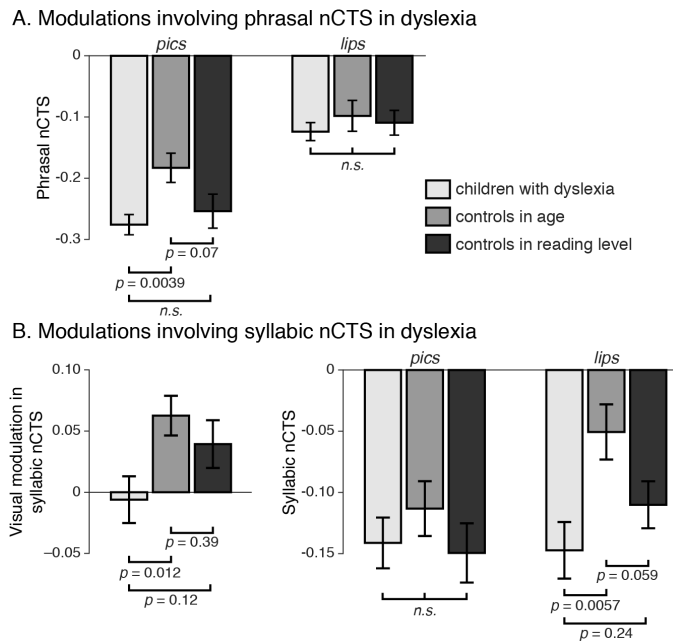 A. Modulations involving phrasal nCTS in dyslexia
pics
lips
0
-0.1
-0.2
-0.3
Phrasal nCTS
n.s.
p = 0.07
p = 0.0039
n.s.
children with dyslexia
controls in age
controls in reading level
B. Modulations involving syllabic nCTS in dyslexia
Visual modulation in
syllabic nCTS
0.10
0.05
0
−0.05
p = 0.39
p = 0.012
p = 0.12
pics
lips
Syllabic nCTS
0
-0.05
-0.10
-0.15
n.s.
p = 0.059
p = 0.0057
p = 0.24